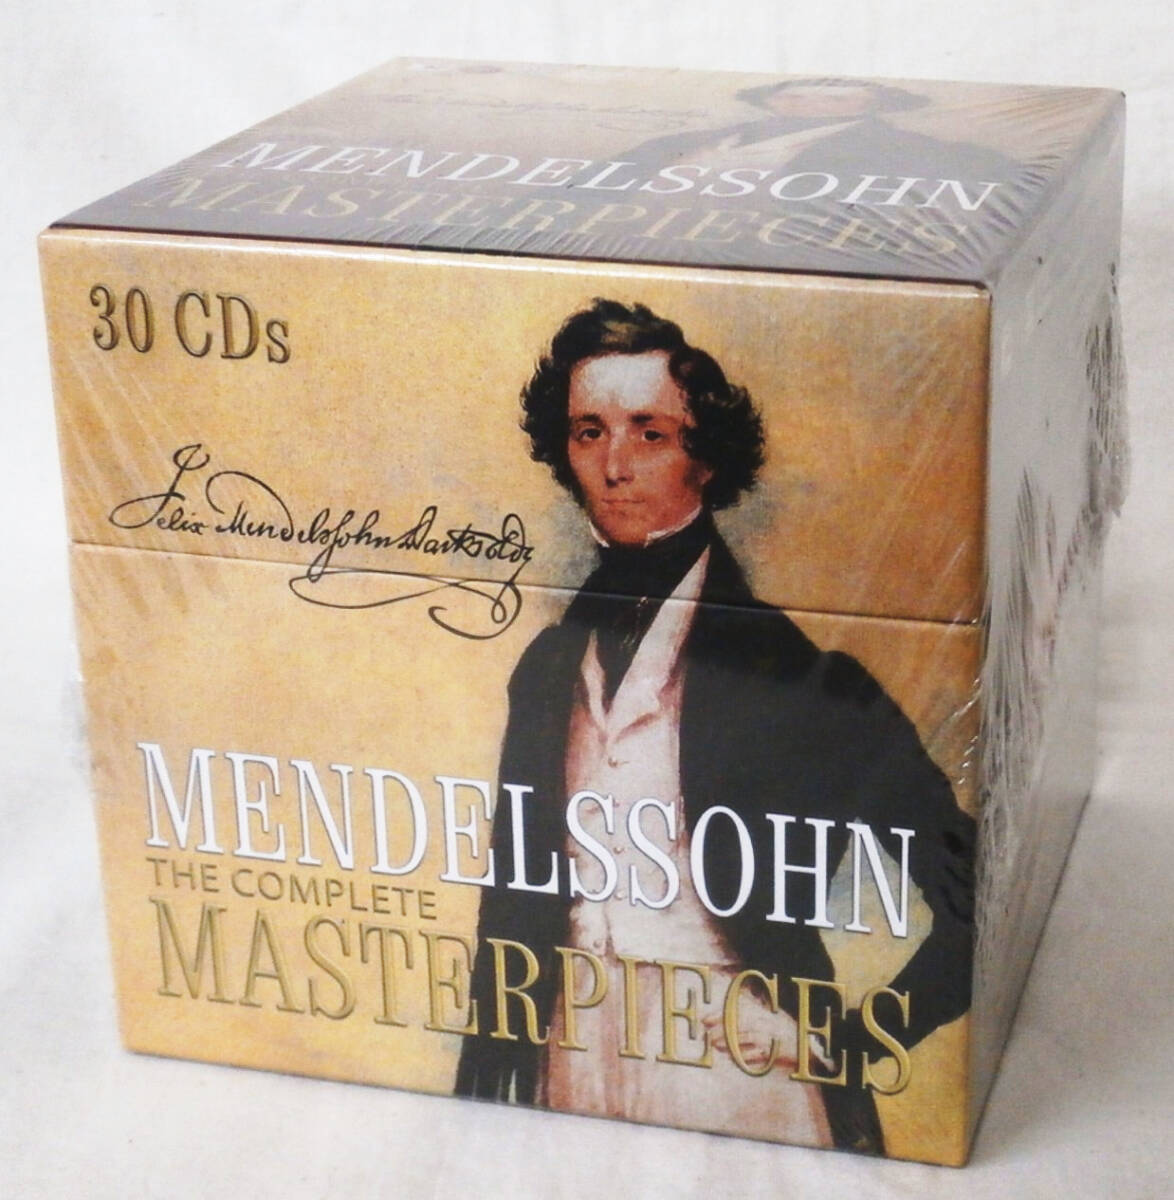 MENDELSSOHN
MASTERPIECES
30 CDs
Felix Mendelssohn Bartholdy
MENDELSSOHN
THE COMPLETE
MASTERPIECES